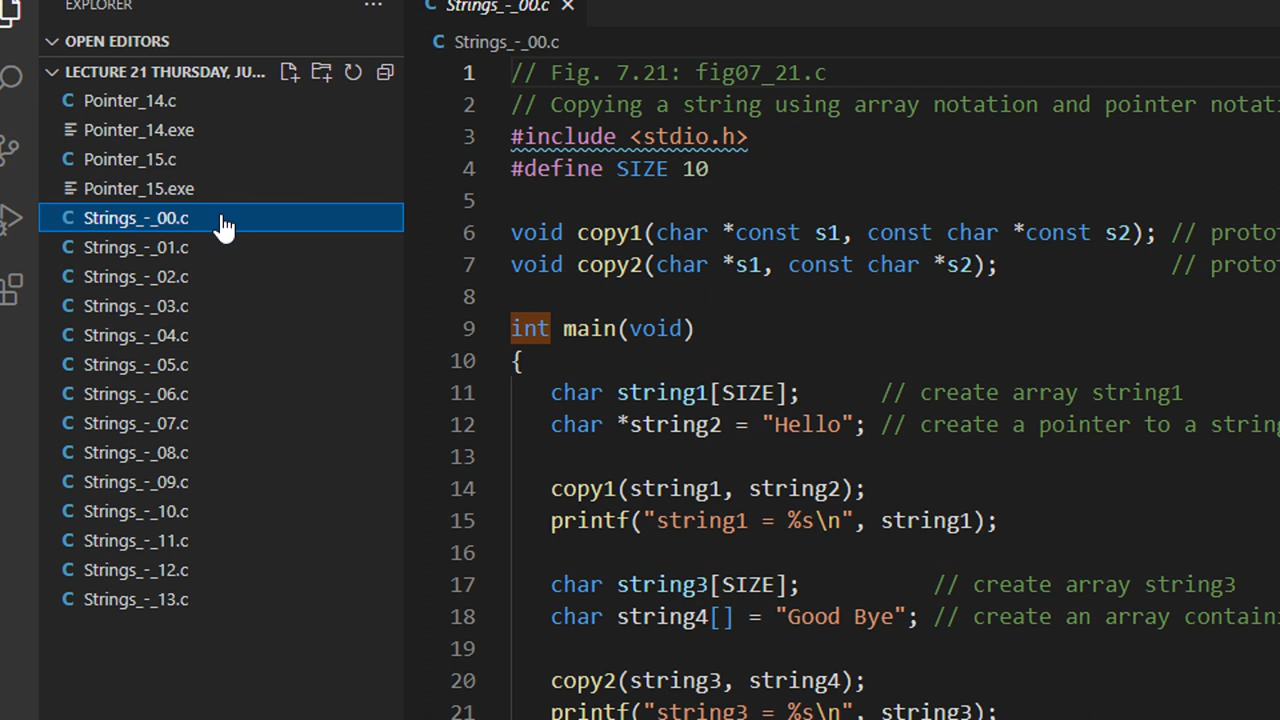 EXPLORER ...
OPEN EDITORS
LECTURE 21 THURSDAY, JU...
C Pointer_14.c
Pointer_14.exe
C Pointer_15.c
Pointer_15.exe
C Strings_-_00.c
C Strings_-_01.c
C Strings_-_02.c
C Strings_-_03.c
C Strings_-_04.c
C Strings_-_05.c
C Strings_-_06.c
C Strings_-_07.c
C Strings_-_08.c
C Strings_-_09.c
C Strings_-_10.c
C Strings_-_11.c
C Strings_-_12.c
C Strings_-_13.c
C Strings_-_00.c ×
C Strings_-_00.c
1 // Fig. 7.21: fig07_21.c
2 // Copying a string using array notation and pointer notati
3 #include <stdio.h>
4 #define SIZE 10
5
6 void copy1(char *const s1, const char *const s2); // protot
7 void copy2(char *s1, const char *s2); // protot
8
9 int main(void)
10 {
11 char string1[SIZE]; // create array string1
12 char *string2 = "Hello"; // create a pointer to a string
13
14 copy1(string1, string2);
15 printf("string1 = %s\n", string1);
16
17 char string3[SIZE]; // create array string3
18 char string4[] = "Good Bye"; // create an array containi
19
20 copy2(string3, string4);
21 printf("string3 = %s\n", string3);